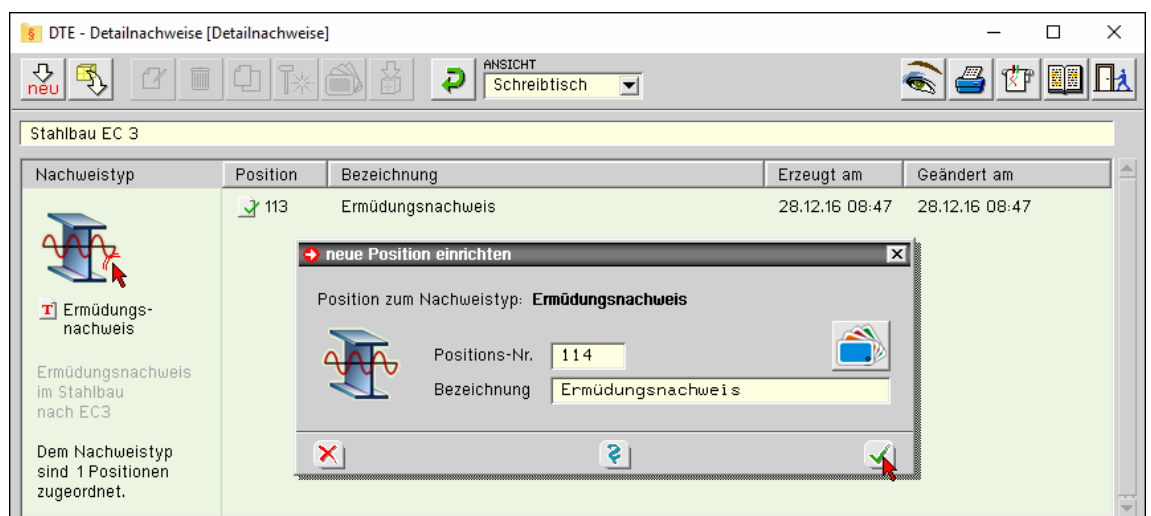 DTE - Detailnachweise [Detailnachweise]
neu
ANSICHT
Schreibtisch
Stahlbau EC 3
Nachweistyp Position Bezeichnung Erzeugt am Geändert am
113 Ermüdungsnachweis 28.12.16 08:47 28.12.16 08:47
neue Position einrichten
Position zum Nachweistyp: Ermüdungsnachweis
T Ermüdungs-
nachweis
Positions-Nr. 114
Bezeichnung Ermüdungsnachweis
Ermüdungsnachweis
im Stahlbau
nach EC3
Dem Nachweistyp
sind 1 Positionen
zugeordnet.